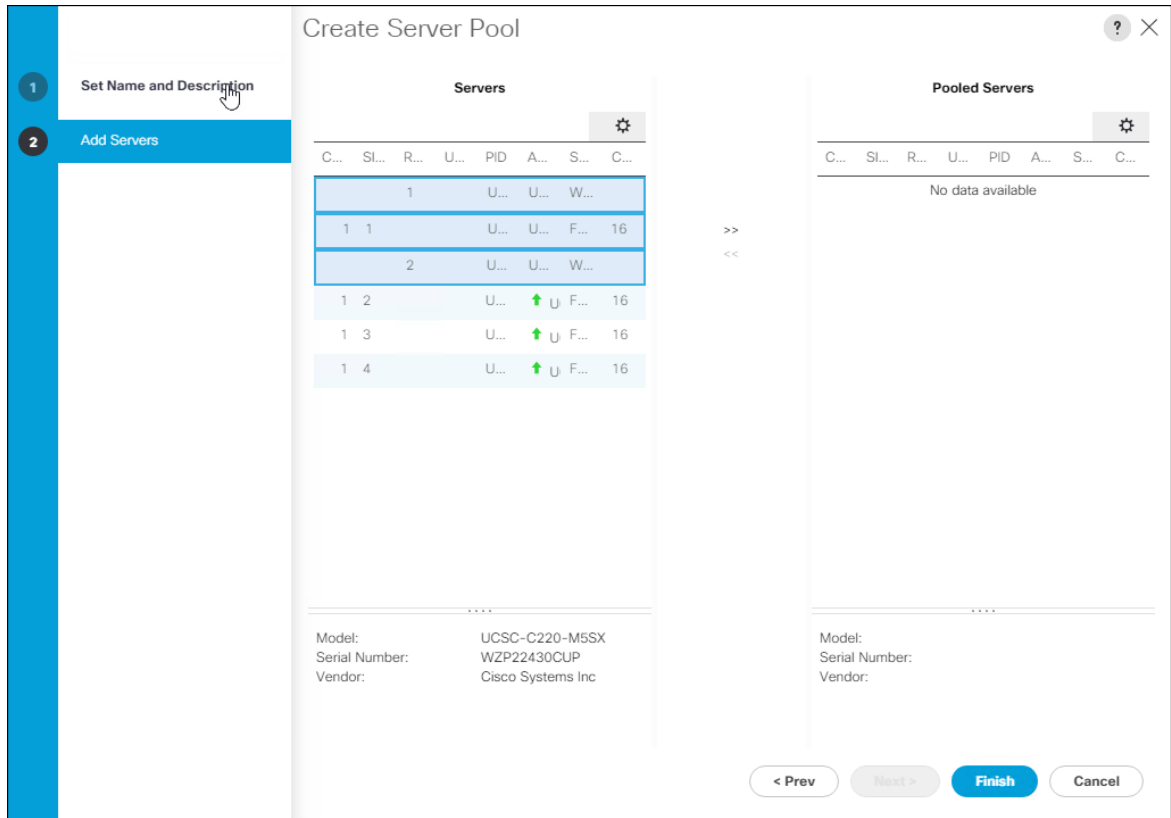 Create Server Pool
?
1 Set Name and Description
2 Add Servers
Servers
C... Sl... R... U... PID A... S... C...
1 U... U... W...
1 1 U... U... F... 16
2 U... U... W...
1 2 U... U F... 16
1 3 U... U F... 16
1 4 U... U F... 16
Model: UCSC-C220-M5SX
Serial Number: WZP22430CUP
Vendor: Cisco Systems Inc
>>
<<
Pooled Servers
C... Sl... R... U... PID A... S... C...
No data available
Model:
Serial Number:
Vendor:
< Prev Next > Finish Cancel